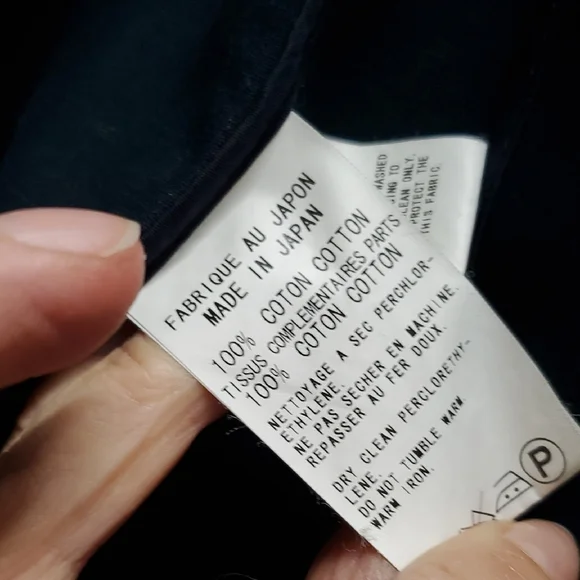 FABRIQUE AU JAPON
MADE IN JAPAN
100% COTON COTTON
TISSUS COMPLEMENTAIRES PARTS
100% COTON COTTON
NETTOYAGE A SEC PERCHLOR-
ETHYLENE.
NE PAS SECHER EN MACHINE.
REPASSER AU FER DOUX.
DRY CLEAN PERCLORETHY-
LENE.
DO NOT TUMBLE WARM.
WARM IRON.
P
CLEAN ONLY.
PROTECT THE
THIS FABRIC.